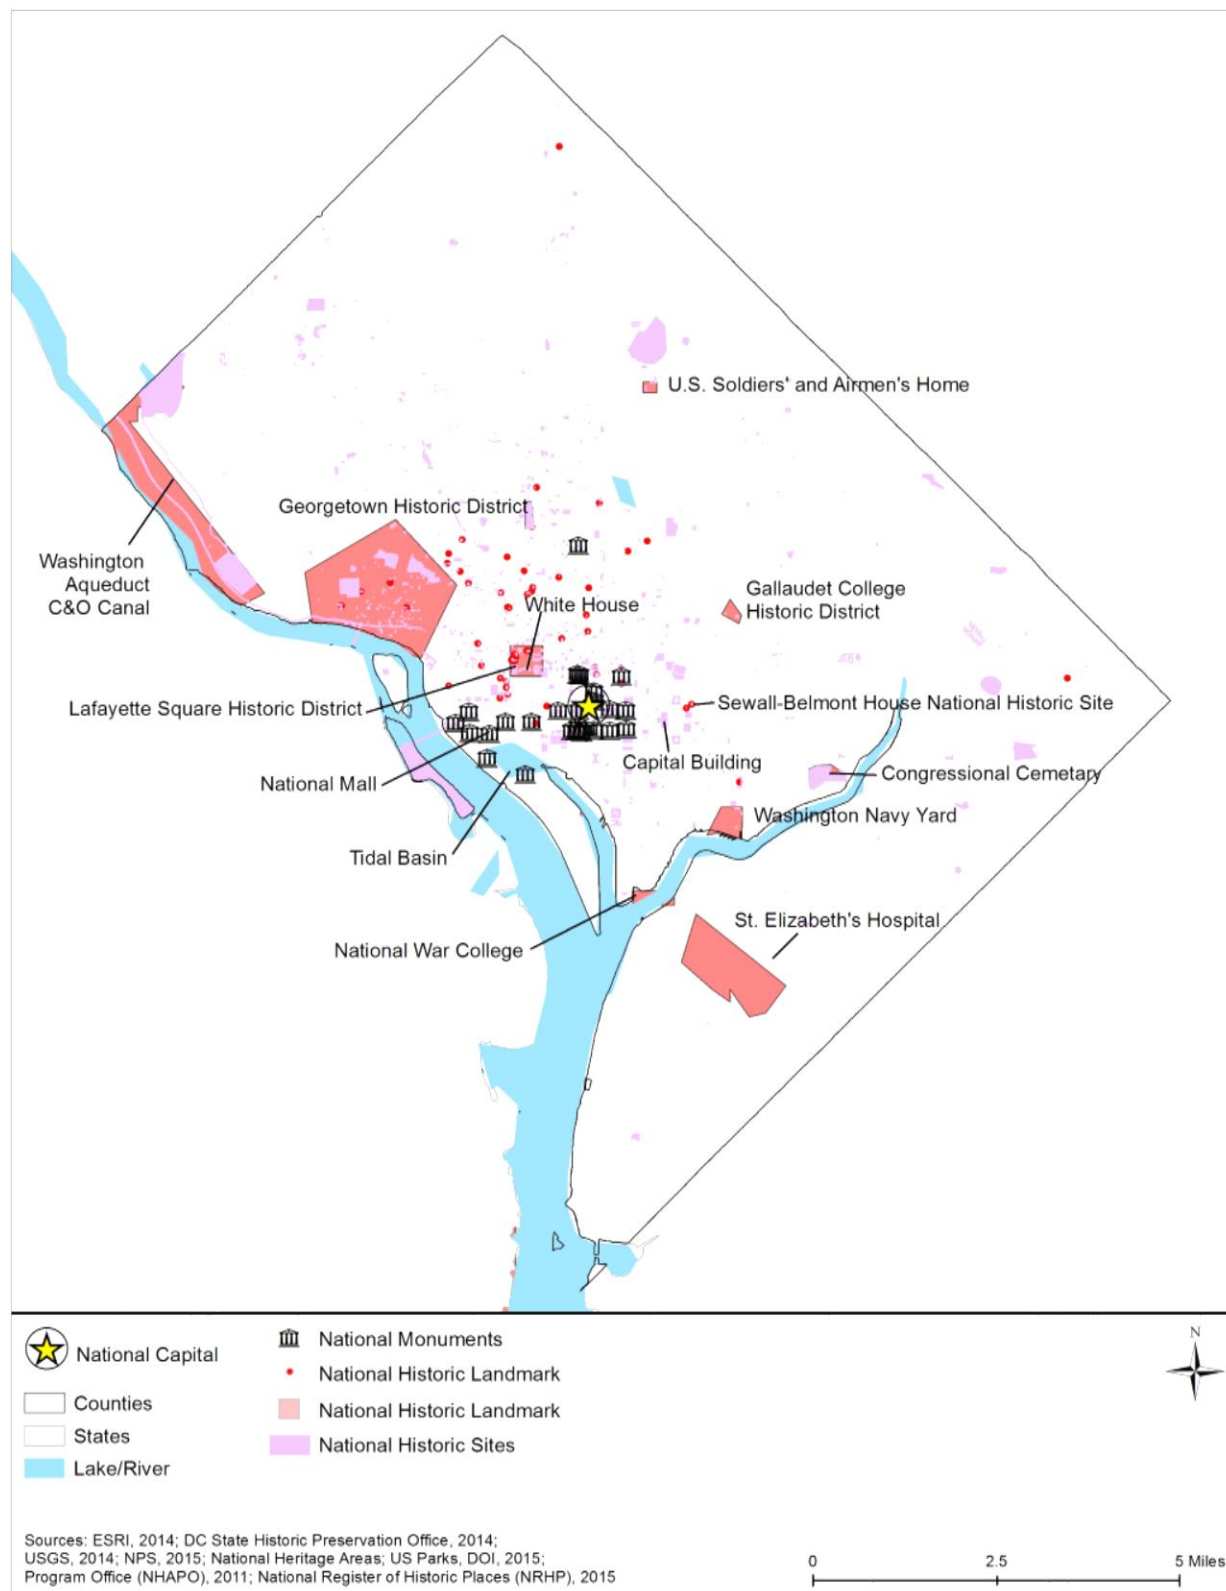 U.S. Soldiers' and Airmen's Home
Georgetown Historic District
Washington
Aqueduct
C&O Canal
Gallaudet College
Historic District
White House
Lafayette Square Historic District
Sewall-Belmont House National Historic Site
Capital Building
National Mall
Congressional Cemetary
Washington Navy Yard
Tidal Basin
St. Elizabeth's Hospital
National War College
National Capital
Counties
States
Lake/River
National Monuments
National Historic Landmark
National Historic Landmark
National Historic Sites
N
Sources: ESRI, 2014; DC State Historic Preservation Office, 2014;
USGS, 2014; NPS, 2015; National Heritage Areas; US Parks, DOI, 2015;
Program Office (NHAPO), 2011; National Register of Historic Places (NRHP), 2015
0 2.5 5 Miles